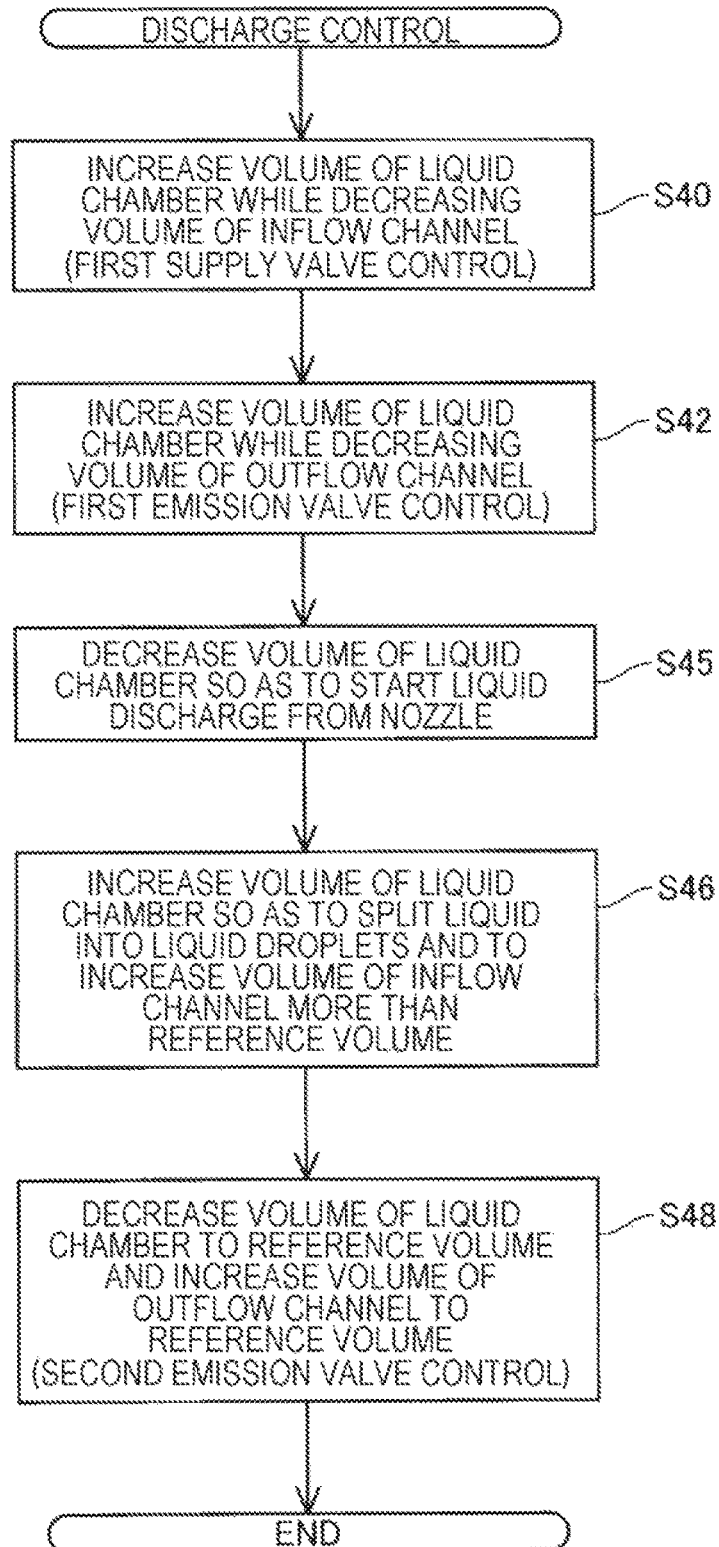 DISCHARGE CONTROL
INCREASE VOLUME OF LIQUID
CHAMBER WHILE DECREASING
VOLUME OF INFLOW CHANNEL
(FIRST SUPPLY VALVE CONTROL)
S40
INCREASE VOLUME OF LIQUID
CHAMBER WHILE DECREASING
VOLUME OF OUTFLOW CHANNEL
(FIRST EMISSION VALVE CONTROL)
S42
DECREASE VOLUME OF LIQUID
CHAMBER SO AS TO START LIQUID
DISCHARGE FROM NOZZLE
S45
INCREASE VOLUME OF LIQUID
CHAMBER SO AS TO SPLIT LIQUID
INTO LIQUID DROPLETS AND TO
INCREASE VOLUME OF INFLOW
CHANNEL MORE THAN
REFERENCE VOLUME
S46
DECREASE VOLUME OF LIQUID
CHAMBER TO REFERENCE VOLUME
AND INCREASE VOLUME OF
OUTFLOW CHANNEL TO
REFERENCE VOLUME
(SECOND EMISSION VALVE CONTROL)
S48
END